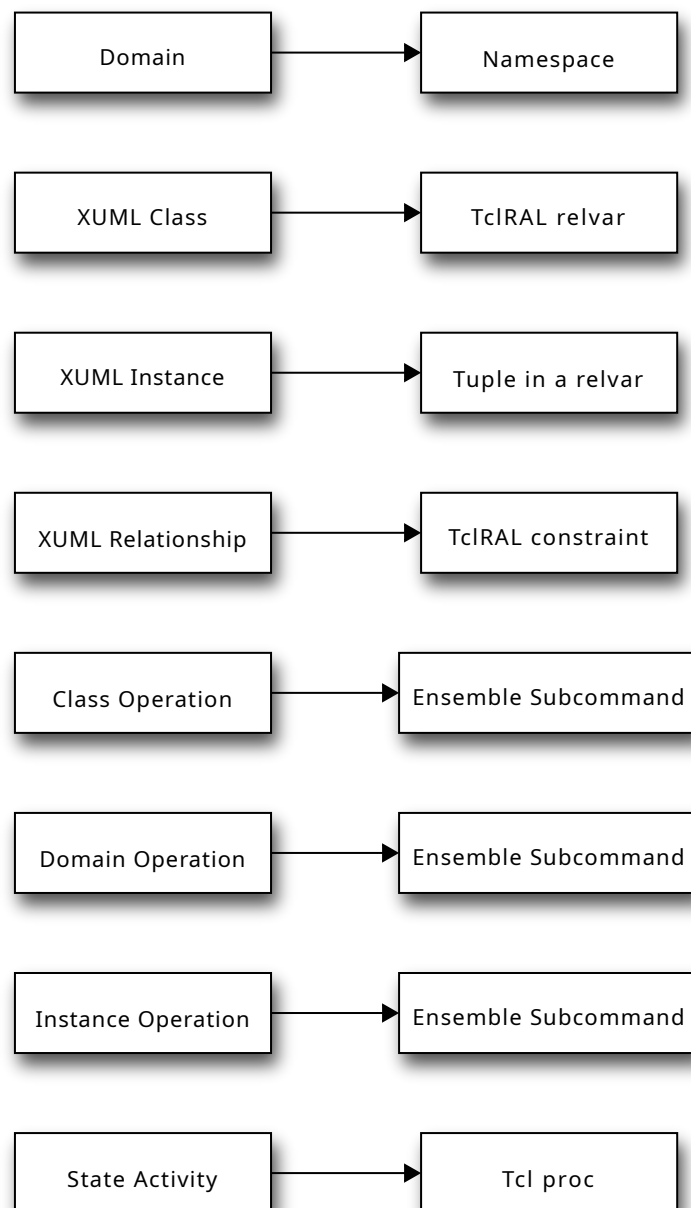 Domain
Namespace
XUML Class
TclRAL relvar
XUML Instance
Tuple in a relvar
XUML Relationship
TclRAL constraint
Class Operation
Ensemble Subcommand
Domain Operation
Ensemble Subcommand
Instance Operation
Ensemble Subcommand
State Activity
Tcl proc